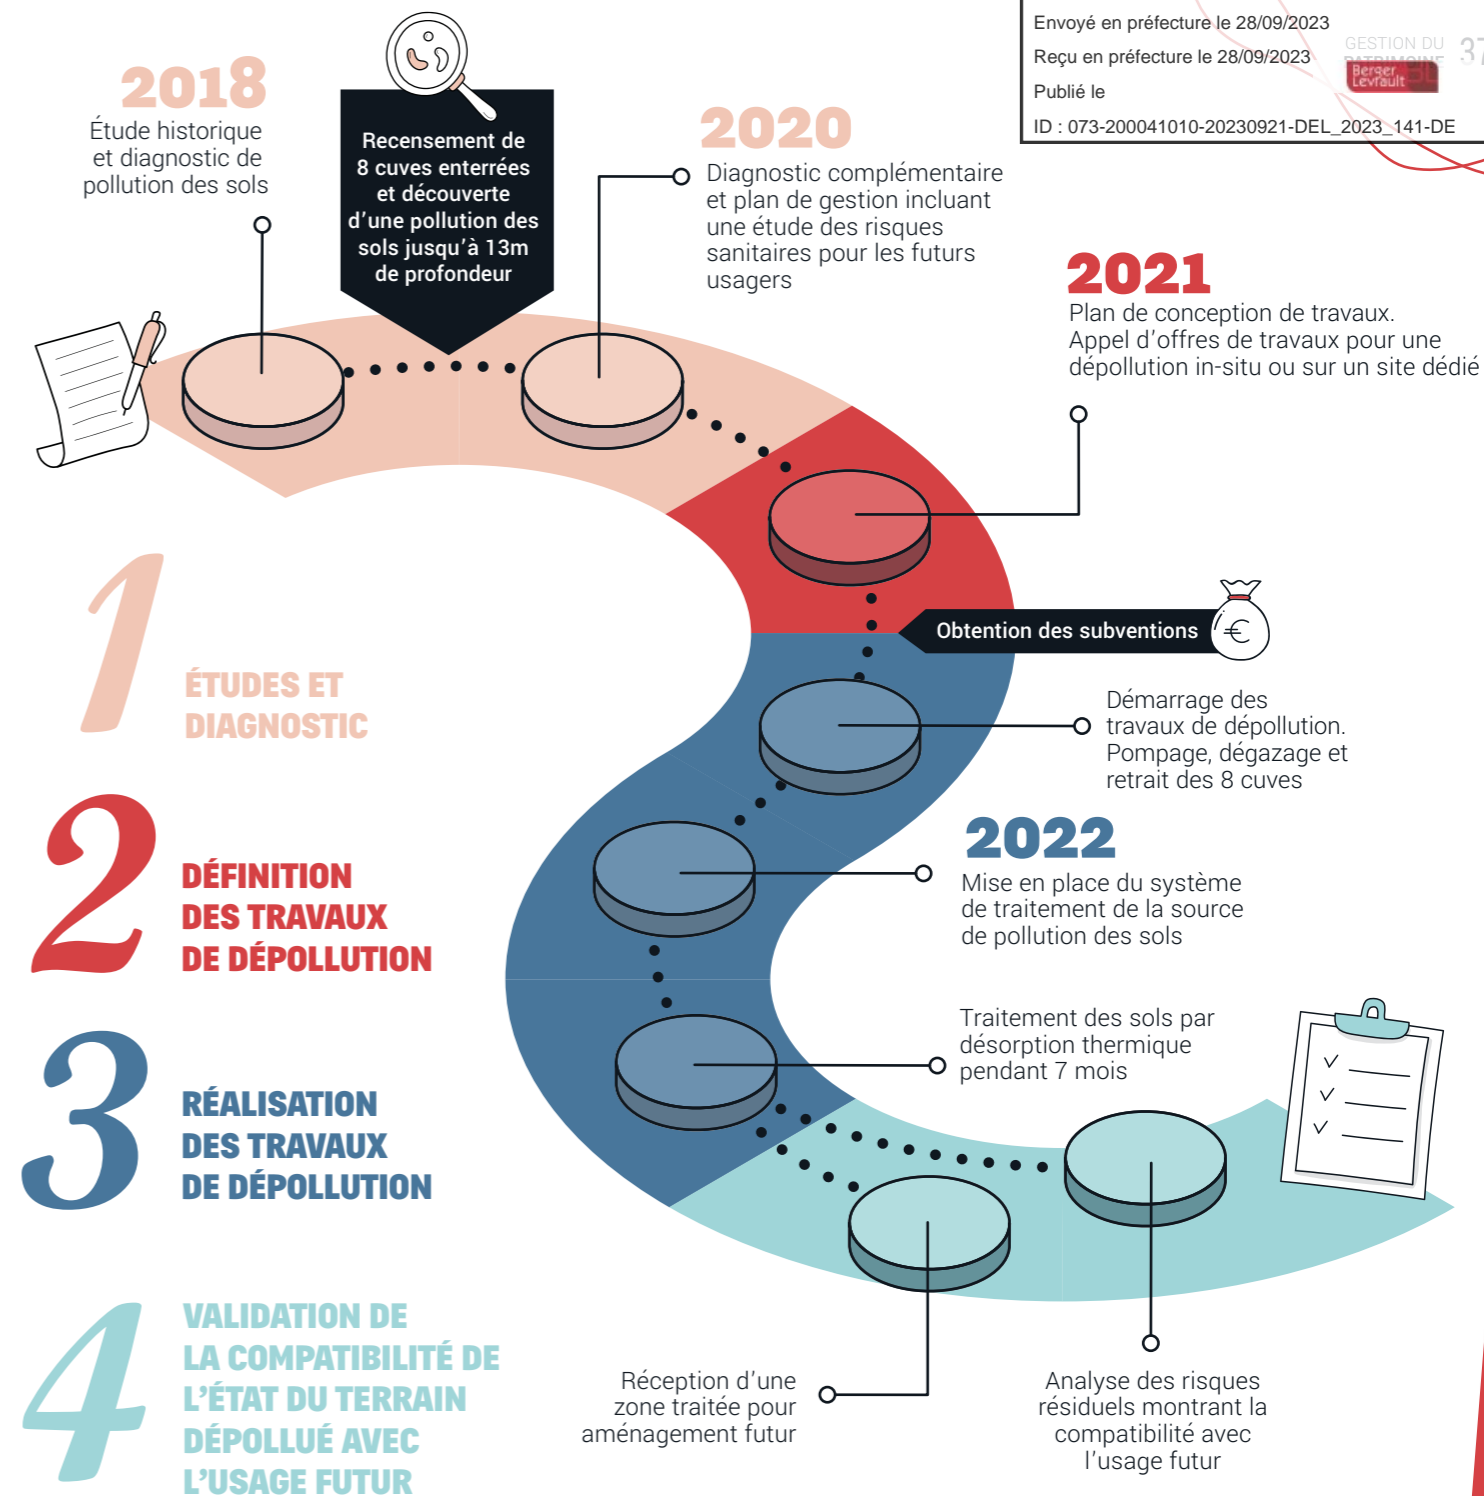 Envoyé en préfecture le 28/09/2023
Reçu en préfecture le 28/09/2023
Publié le
ID : 073-200041010-20230921-DEL_2023_141-DE
GESTION DU
PATRIMOINE
37
Berger
Levrault
2018
Étude historique
et diagnostic de
pollution des sols
Recensement de
8 cuves enterrées
et découverte
d'une pollution des
sols jusqu'à 13m
de profondeur
2020
Diagnostic complémentaire
et plan de gestion incluant
une étude des risques
sanitaires pour les futurs
usagers
2021
Plan de conception de travaux.
Appel d'offres de travaux pour une
dépollution in-situ ou sur un site dédié
Obtention des subventions
€
Démarrage des
travaux de dépollution.
Pompage, dégazage et
retrait des 8 cuves
2022
Mise en place du système
de traitement de la source
de pollution des sols
Traitement des sols par
désorption thermique
pendant 7 mois
Réception d'une
zone traitée pour
aménagement futur
Analyse des risques
résiduels montrant la
compatibilité avec
l'usage futur
1
ÉTUDES ET
DIAGNOSTIC
2
DÉFINITION
DES TRAVAUX
DE DÉPOLLUTION
3
RÉALISATION
DES TRAVAUX
DE DÉPOLLUTION
4
VALIDATION DE
LA COMPATIBILITÉ DE
L'ÉTAT DU TERRAIN
DÉPOLLUÉ AVEC
L'USAGE FUTUR